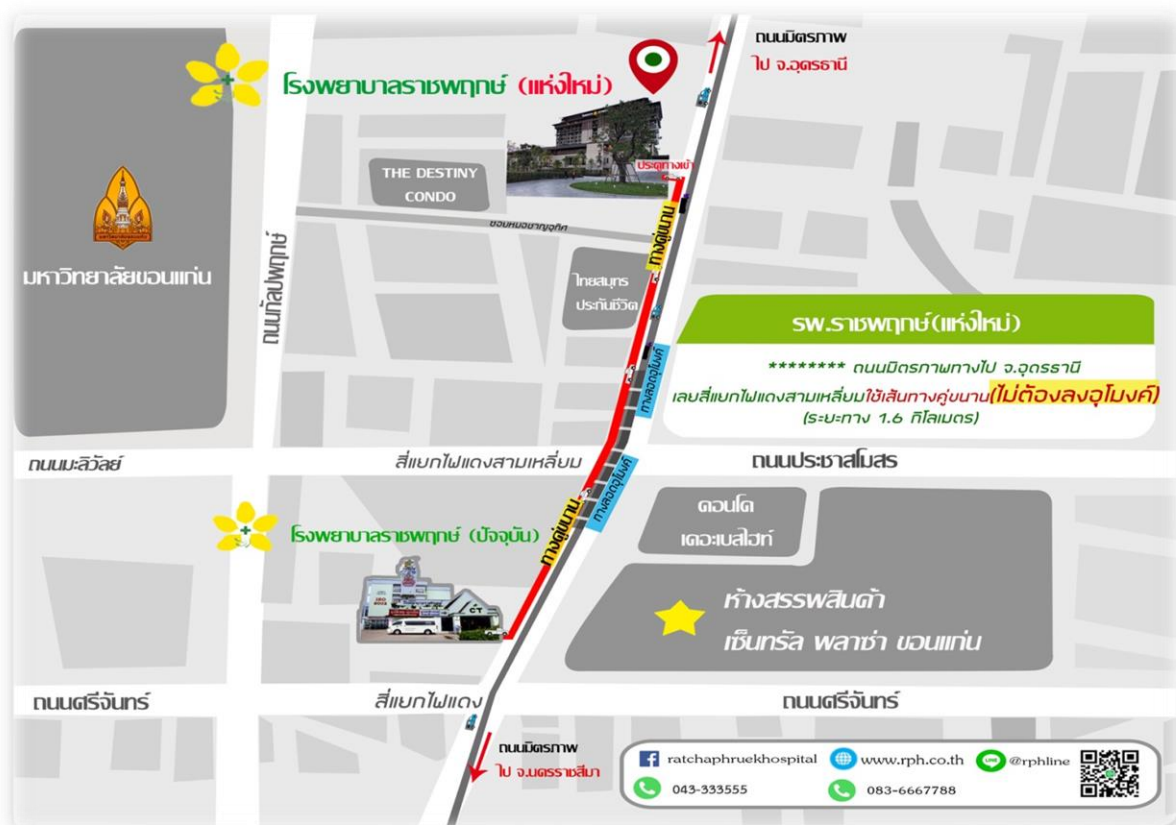 ถนนมิตรภาพ
ไป จ.อุดรธานี
โรงพยาบาลราชพฤกษ์ (แห่งใหม่)
ประตูทางเข้า
THE DESTINY
CONDO
ทางคู่ขนาน
มหาวิทยาลัยขอนแก่น
ถนนกัลปพฤกษ์
ไทยสมุทร
ประกันชีวิต
รพ.ราชพฤกษ์(แห่งใหม่)
******** ถนนมิตรภาพทางไป จ.อุดรธานี
เลยสี่แยกไฟแดงสามเหลี่ยมใช้เส้นทางคู่ขนาน(ไม่ต้องลงอุโมงค์)
(ระยะทาง 1.6 กิโลเมตร)
ทางลอดอุโมงค์
ถนนมะลิวัลย์
สี่แยกไฟแดงสามเหลี่ยม
ถนนประชาสโมสร
ทางลอดอุโมงค์
ทางคู่ขนาน
โรงพยาบาลราชพฤกษ์ (ปัจจุบัน)
คอนโด
เดอะเบสไฮท์
ห้างสรรพสินค้า
เซ็นทรัล พลาซ่า ขอนแก่น
ถนนศรีจันทร์
สี่แยกไฟแดง
ถนนศรีจันทร์
ถนนมิตรภาพ
ไป จ.นครราชสีมา
ratchaphruekhospital
www.rph.co.th
@rphline
043-333555
083-6667788